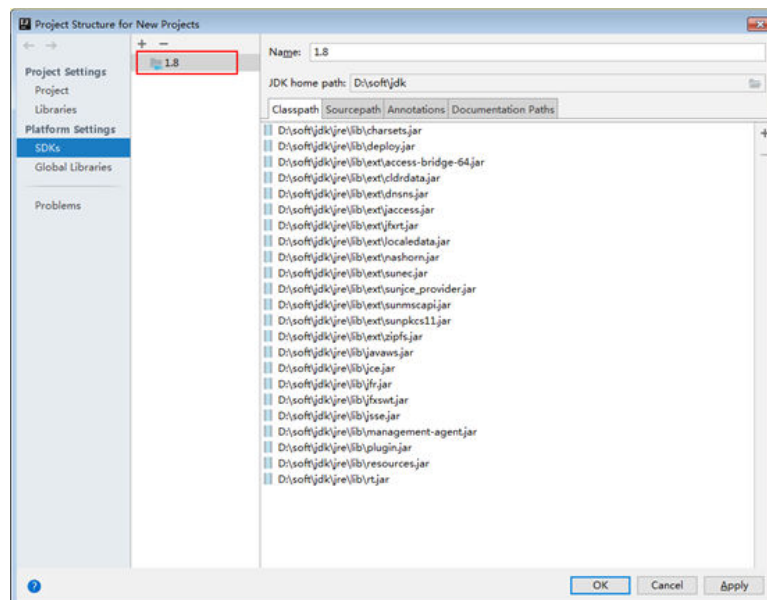 Project Structure for New Projects
Project Settings
Project
Libraries
Platform Settings
SDKs
Global Libraries
Problems
1.8
Name: 1.8
JDK home path: D:\soft\jdk
Classpath Sourcepath Annotations Documentation Paths
D:\soft\jdk\jre\lib\charsets.jar
D:\soft\jdk\jre\lib\deploy.jar
D:\soft\jdk\jre\lib\ext\access-bridge-64.jar
D:\soft\jdk\jre\lib\ext\cldrdata.jar
D:\soft\jdk\jre\lib\ext\dnsns.jar
D:\soft\jdk\jre\lib\ext\jaccess.jar
D:\soft\jdk\jre\lib\ext\jfxrt.jar
D:\soft\jdk\jre\lib\ext\localedata.jar
D:\soft\jdk\jre\lib\ext\nashorn.jar
D:\soft\jdk\jre\lib\ext\sunec.jar
D:\soft\jdk\jre\lib\ext\sunjce_provider.jar
D:\soft\jdk\jre\lib\ext\sunmscapi.jar
D:\soft\jdk\jre\lib\ext\sunpkcs11.jar
D:\soft\jdk\jre\lib\ext\zipfs.jar
D:\soft\jdk\jre\lib\javaws.jar
D:\soft\jdk\jre\lib\jce.jar
D:\soft\jdk\jre\lib\jfr.jar
D:\soft\jdk\jre\lib\jfxswt.jar
D:\soft\jdk\jre\lib\jsse.jar
D:\soft\jdk\jre\lib\management-agent.jar
D:\soft\jdk\jre\lib\plugin.jar
D:\soft\jdk\jre\lib\resources.jar
D:\soft\jdk\jre\lib\rt.jar
OK Cancel Apply